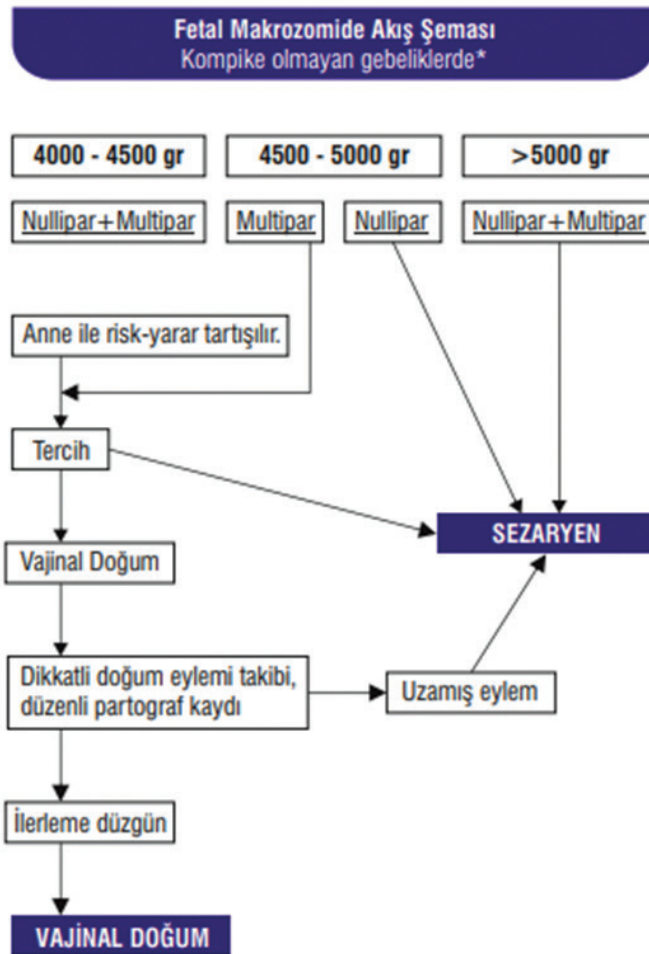 Fetal Makrozomide Akış Şeması
Kompike olmayan gebeliklerde*
4000 - 4500 gr
4500 - 5000 gr
>5000 gr
Nullipar+Multipar
Multipar
Nullipar
Nullipar+Multipar
Anne ile risk-yarar tartışılır.
Tercih
SEZARYEN
Vajinal Doğum
Dikkatli doğum eylemi takibi,
düzenli partograf kaydı
Uzamış eylem
İlerleme düzgün
VAJİNAL DOĞUM